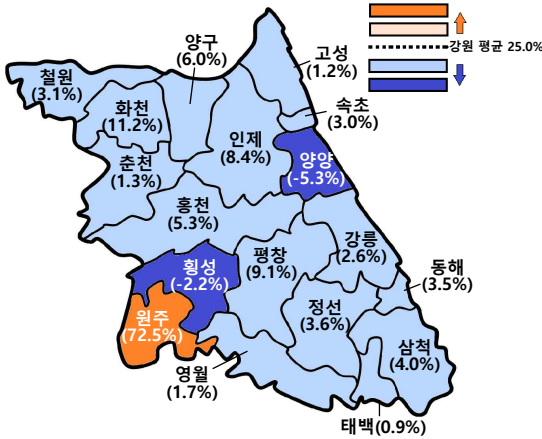 강원 평균 25.0%
양구
(6.0%)
고성
(1.2%)
철원
(3.1%)
화천
(11.2%)
속초
(3.0%)
인제
(8.4%)
양양
(-5.3%)
춘천
(1.3%)
홍천
(5.3%)
강릉
(2.6%)
평창
(9.1%)
횡성
(-2.2%)
동해
(3.5%)
정선
(3.6%)
원주
(72.5%)
삼척
(4.0%)
영월
(1.7%)
태백(0.9%)